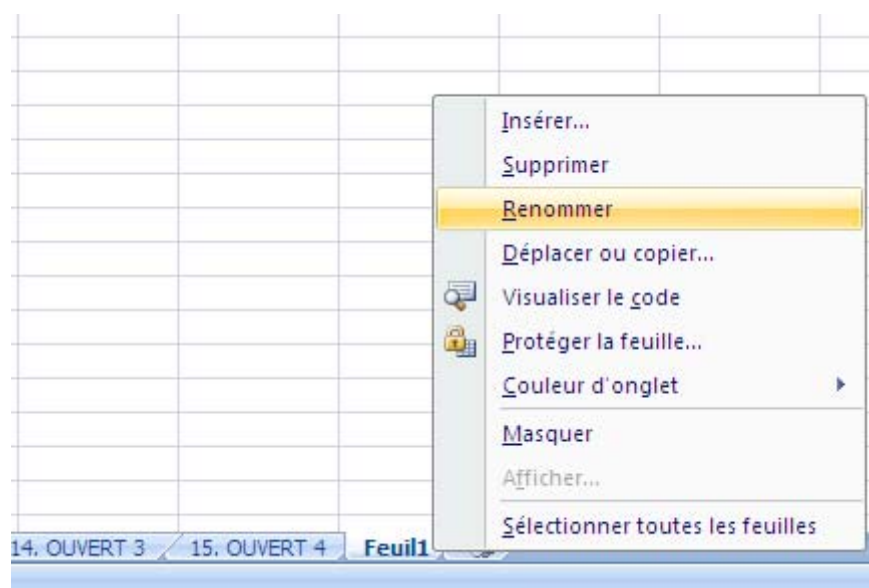 Insérer...
Supprimer
Renommer
Déplacer ou copier...
Visualiser le code
Protéger la feuille...
Couleur d'onglet
Masquer
Afficher...
Sélectionner toutes les feuilles
14. OUVERT 3 15. OUVERT 4 Feuil1